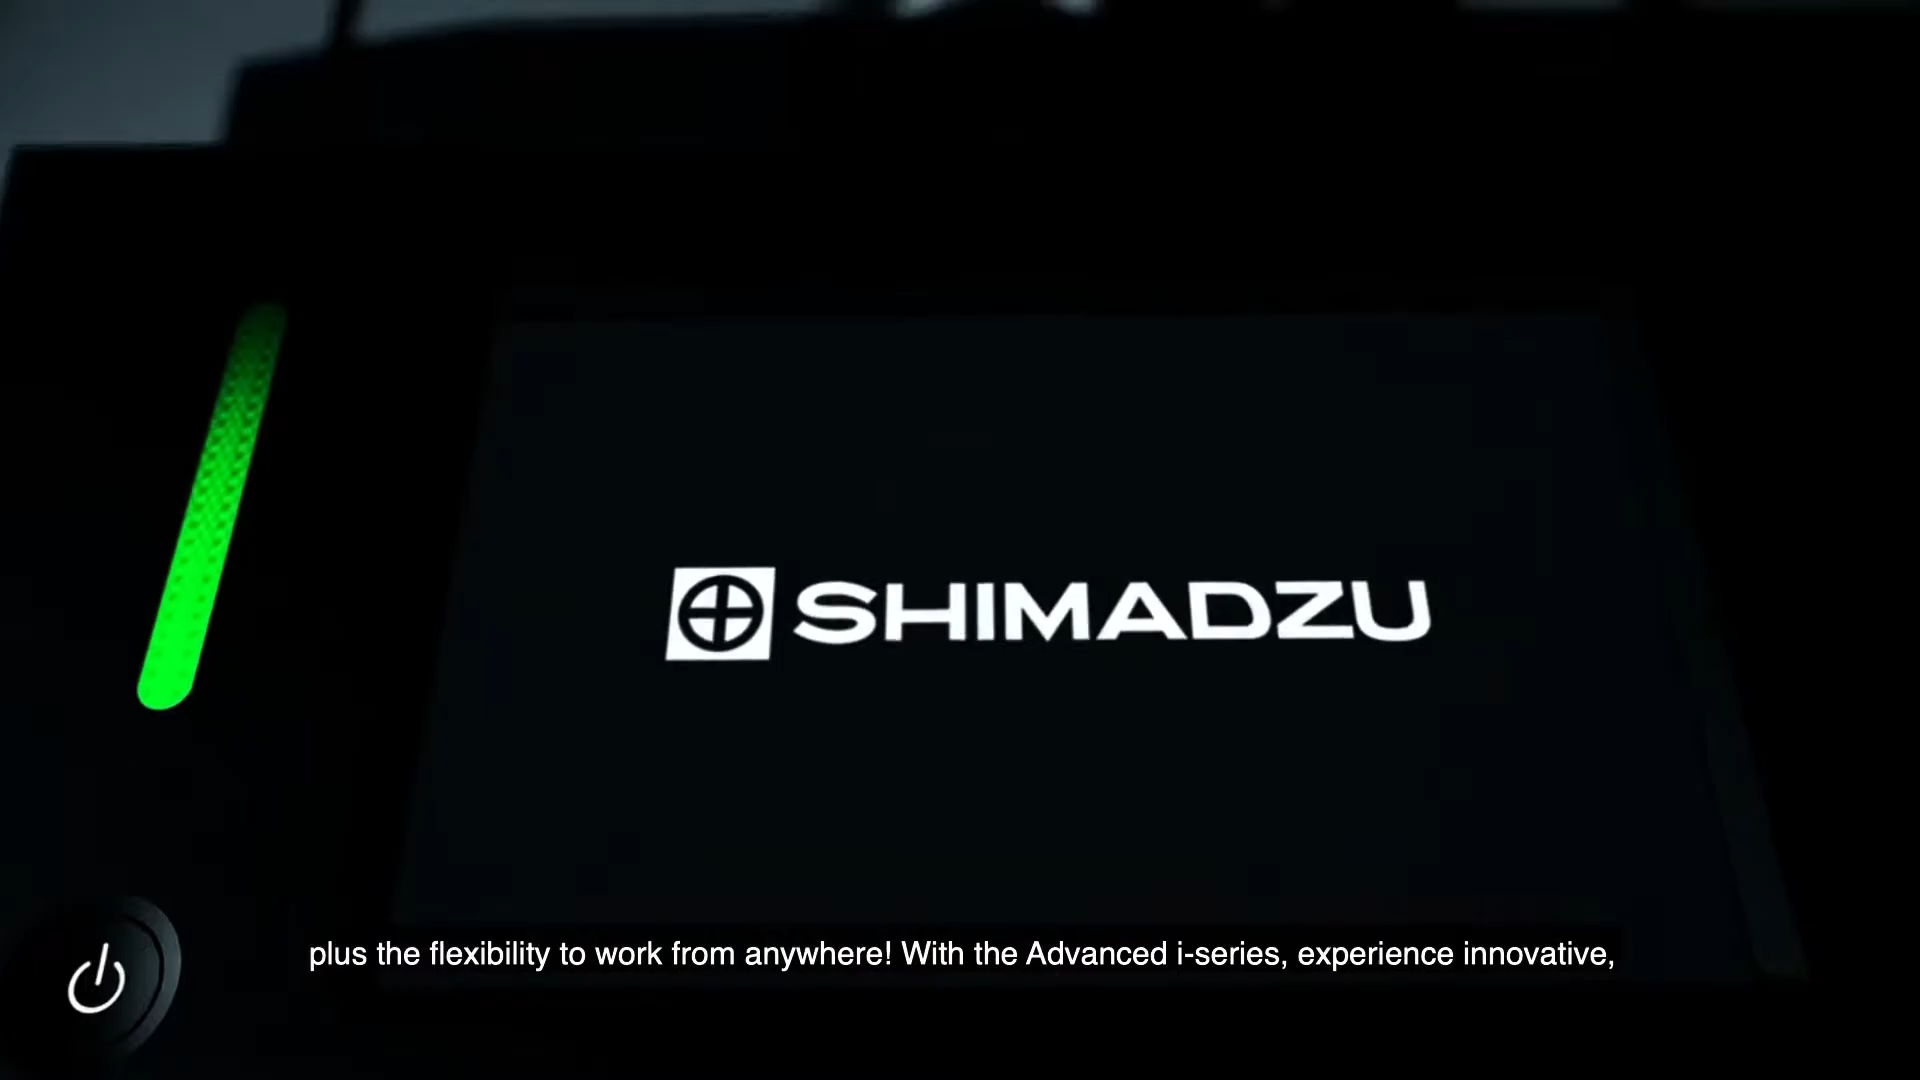 SHIMADZU
plus the flexibility to work from anywhere! With the Advanced i-series, experience innovative,